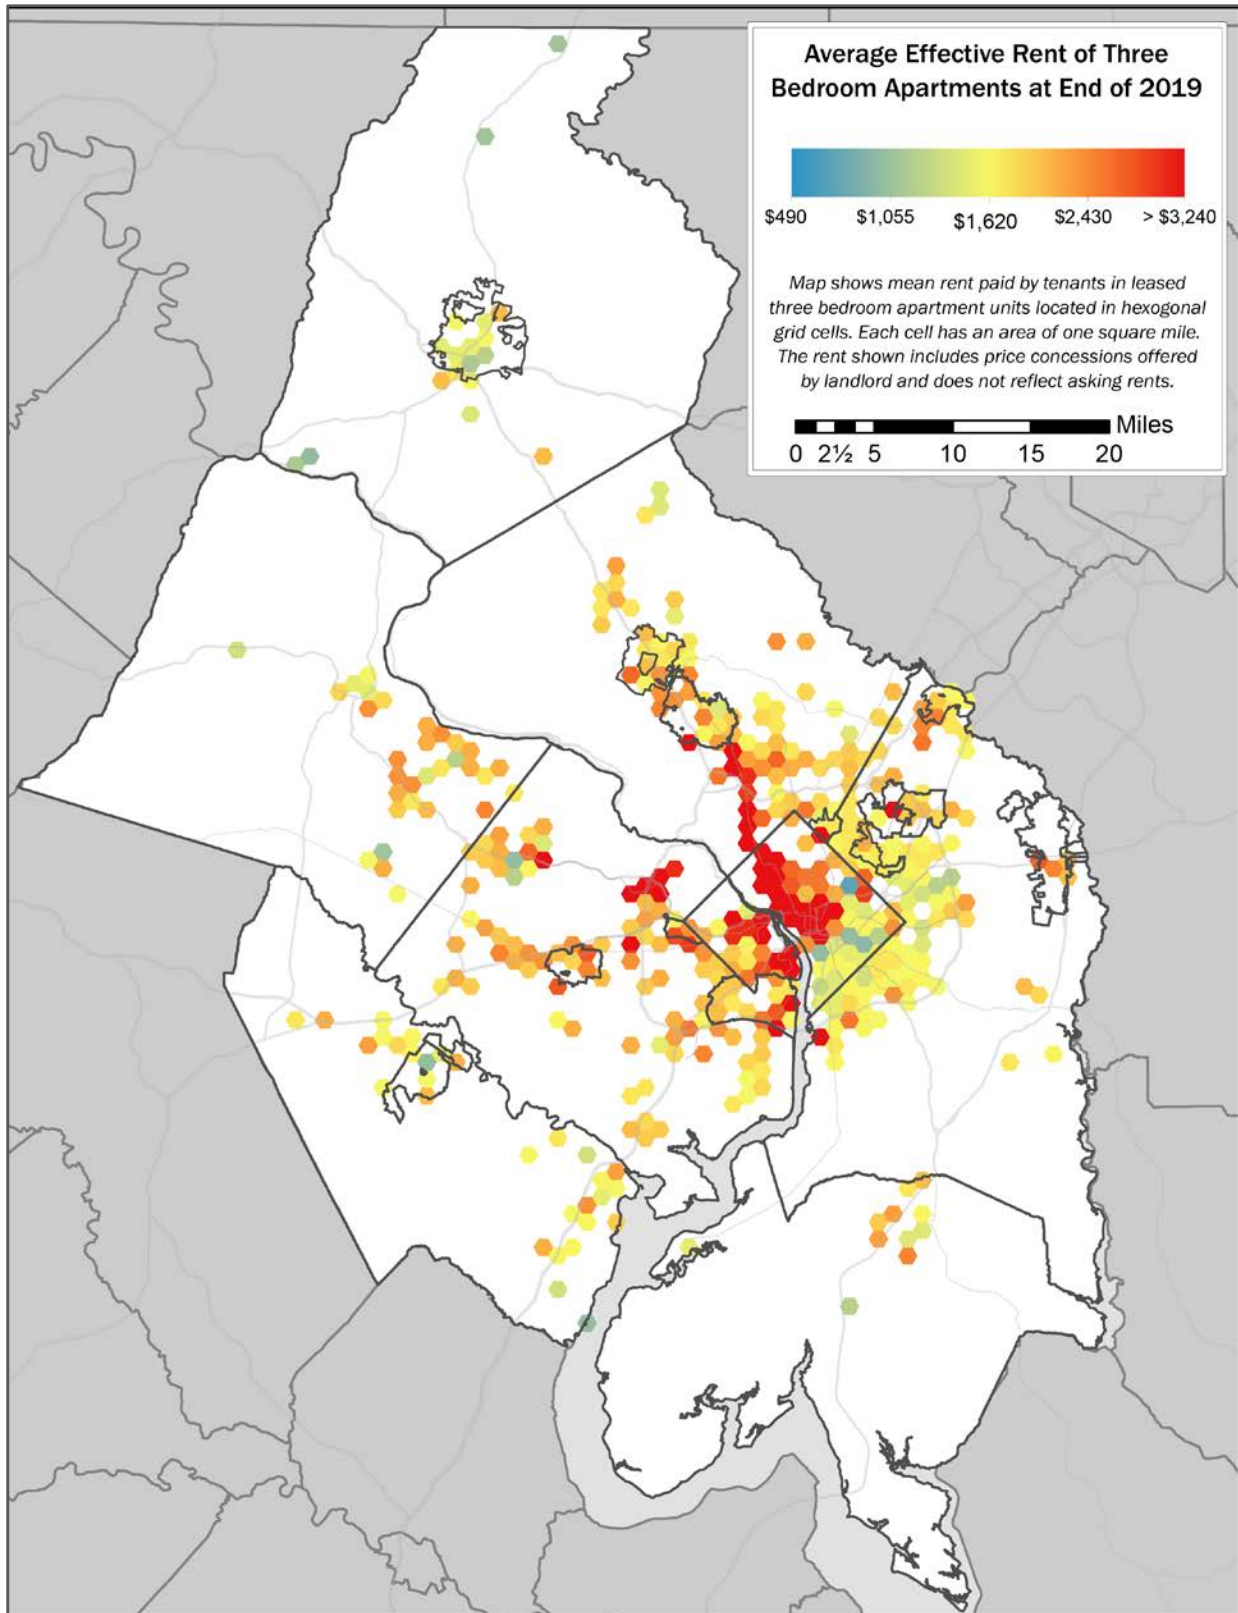 Average Effective Rent of Three
Bedroom Apartments at End of 2019
$490 $1,055 $1,620 $2,430 > $3,240
Map shows mean rent paid by tenants in leased
three bedroom apartment units located in hexogonal
grid cells. Each cell has an area of one square mile.
The rent shown includes price concessions offered
by landlord and does not reflect asking rents.
Miles
0 2½ 5 10 15 20